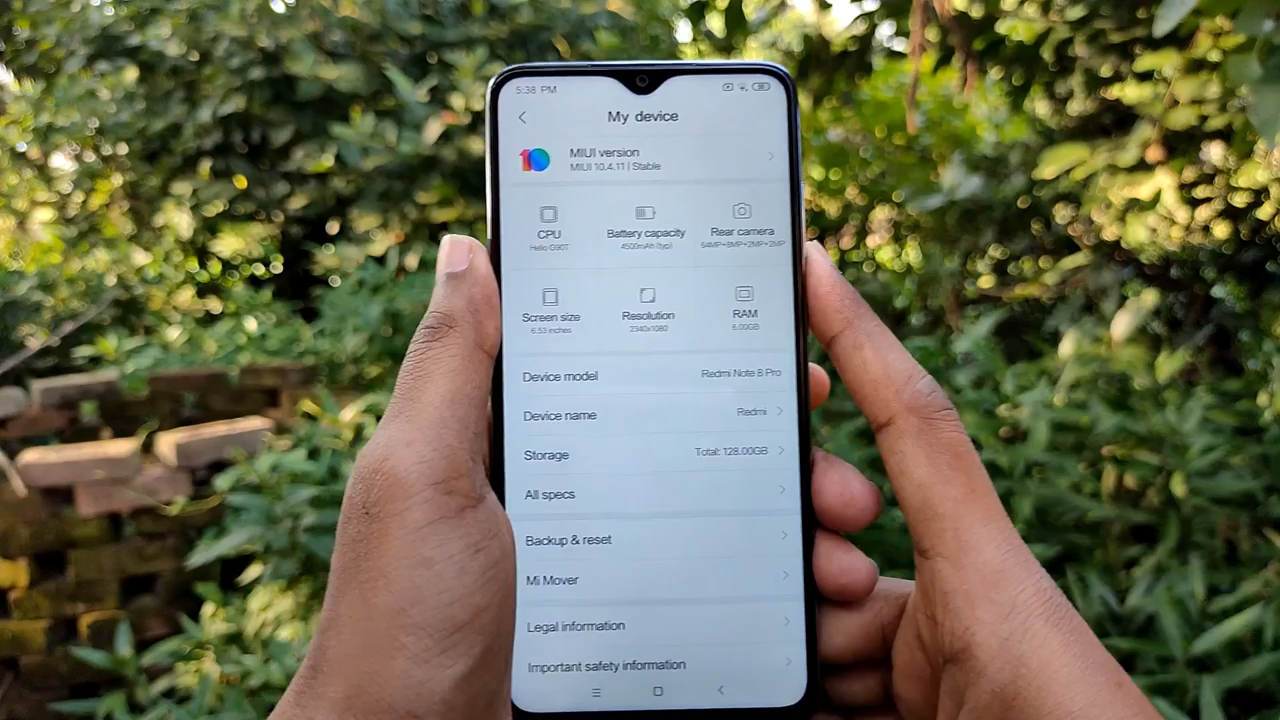 5:38 PM
My device
10
MIUI version
MIUI 10.4.11 | Stable
CPU
Helio G90T
Battery capacity
4500mAh (typ)
Rear camera
64MP+8MP+2MP+2MP
Screen size
6.53 inches
Resolution
2340x1080
RAM
6.00GB
Device model
Redmi Note 8 Pro
Device name
Redmi
Storage
Total: 128.00GB
All specs
Backup & reset
Mi Mover
Legal information
Important safety information